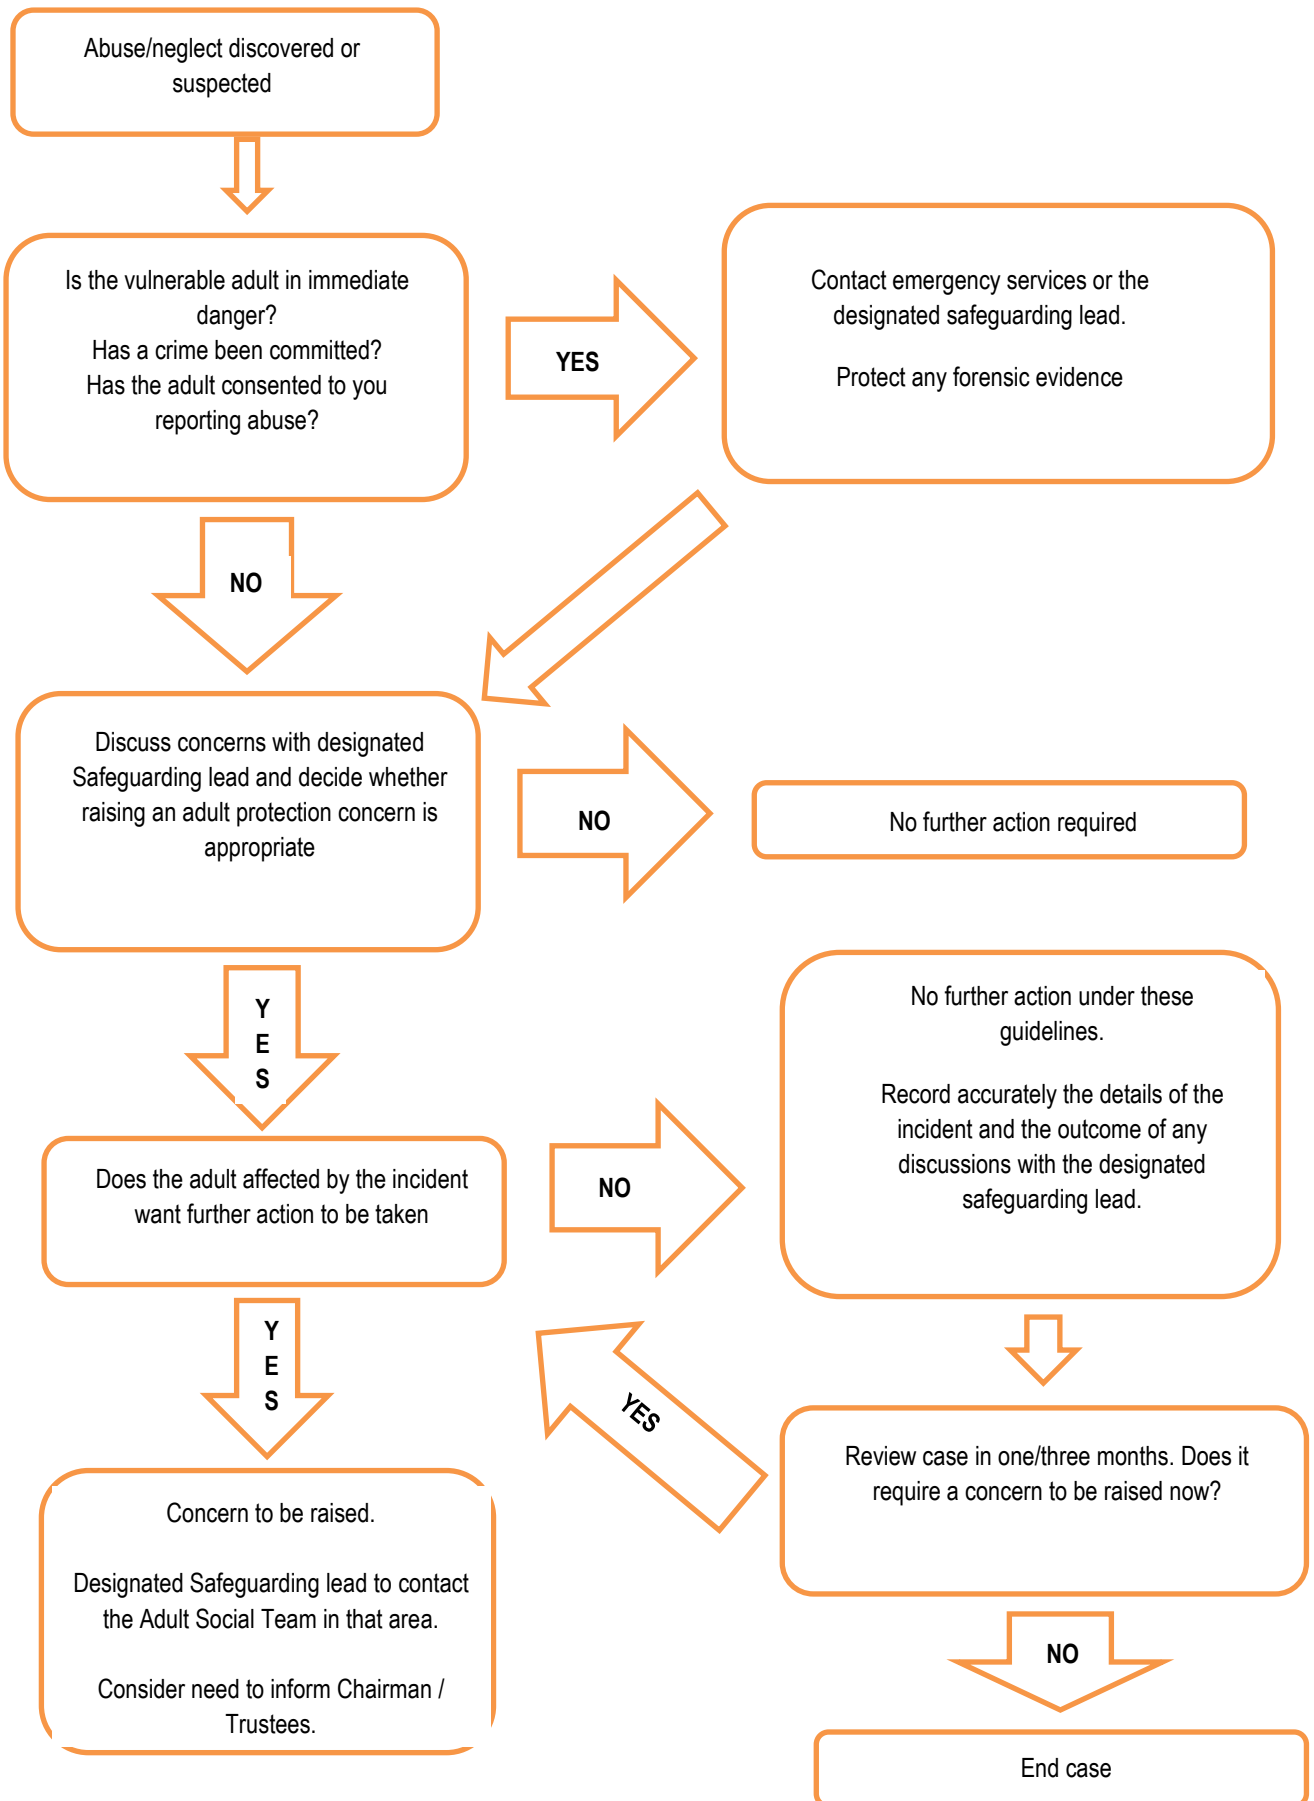 Abuse/neglect discovered or
suspected
Is the vulnerable adult in immediate
danger?
Has a crime been committed?
Has the adult consented to you
reporting abuse?
YES
Contact emergency services or the
designated safeguarding lead.
Protect any forensic evidence
NO
Discuss concerns with designated
Safeguarding lead and decide whether
raising an adult protection concern is
appropriate
NO
No further action required
Y
E
S
Does the adult affected by the incident
want further action to be taken
NO
No further action under these
guidelines.
Record accurately the details of the
incident and the outcome of any
discussions with the designated
safeguarding lead.
Y
E
S
YES
Review case in one/three months. Does it
require a concern to be raised now?
Concern to be raised.
Designated Safeguarding lead to contact
the Adult Social Team in that area.
Consider need to inform Chairman /
Trustees.
NO
End case